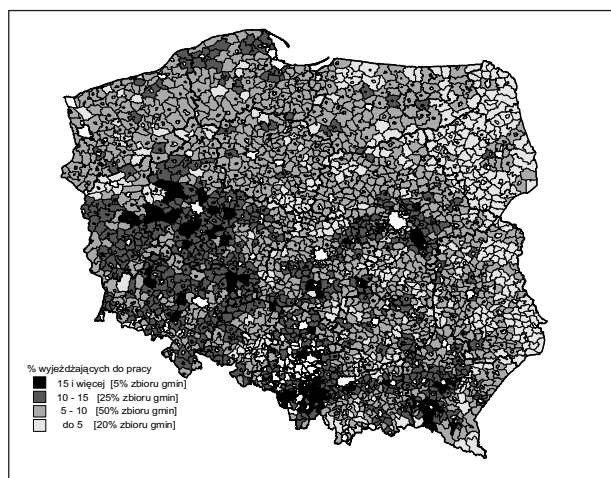 % wyjeżdżających do pracy
15 i więcej [5% zbioru gmin]
10 - 15 [25% zbioru gmin]
5 - 10 [50% zbioru gmin]
do 5 [20% zbioru gmin]